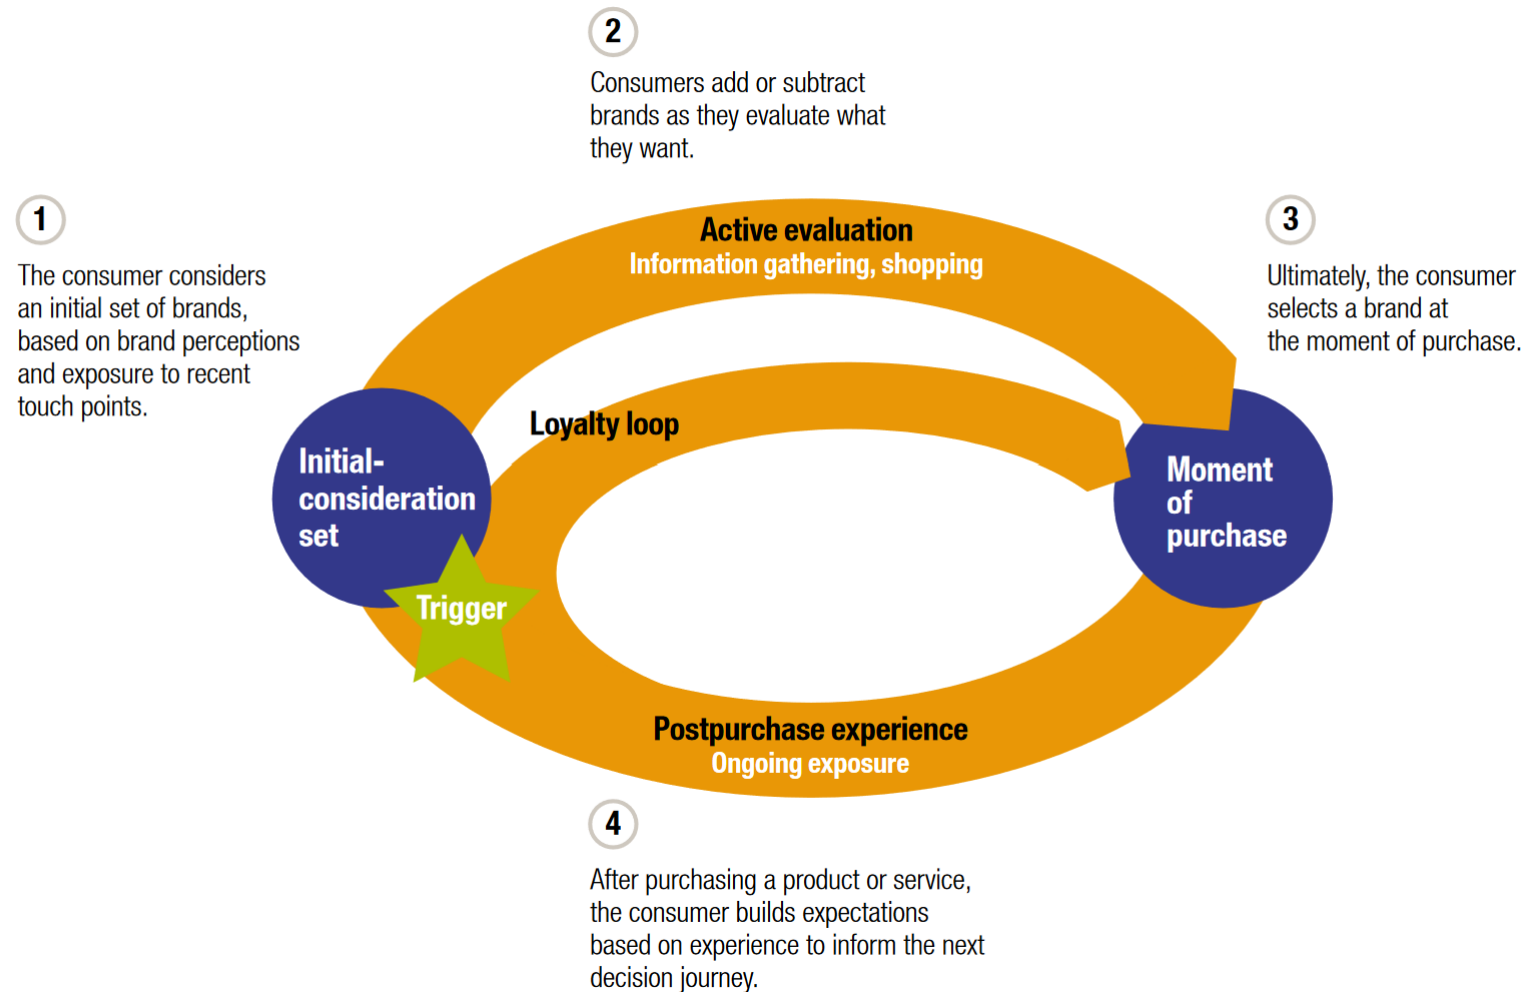 1
The consumer considers
an initial set of brands,
based on brand perceptions
and exposure to recent
touch points.
2
Consumers add or subtract
brands as they evaluate what
they want.
3
Ultimately, the consumer
selects a brand at
the moment of purchase.
Active evaluation
Information gathering, shopping
Loyalty loop
Initial-
consideration
set
Trigger
Moment
of
purchase
Postpurchase experience
Ongoing exposure
4
After purchasing a product or service,
the consumer builds expectations
based on experience to inform the next
decision journey.